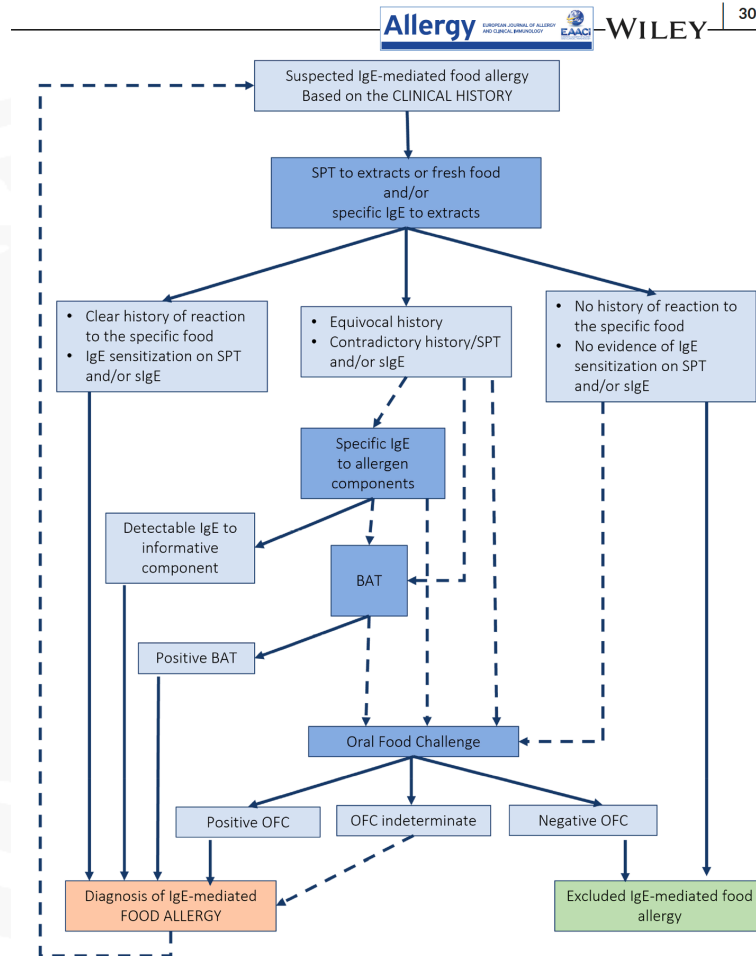 Allergy
EUROPEAN JOURNAL OF ALLERGY
AND CLINICAL IMMUNOLOGY
EAACI
WILEY
30
Suspected IgE-mediated food allergy
Based on the CLINICAL HISTORY
SPT to extracts or fresh food
and/or
specific IgE to extracts
• Clear history of reaction
to the specific food
• IgE sensitization on SPT
and/or sIgE
• Equivocal history
• Contradictory history/SPT
and/or sIgE
• No history of reaction to
the specific food
• No evidence of IgE
sensitization on SPT
and/or sIgE
Specific IgE
to allergen
components
Detectable IgE to
informative
component
BAT
Positive BAT
Oral Food Challenge
Positive OFC
OFC indeterminate
Negative OFC
Diagnosis of IgE-mediated
FOOD ALLERGY
Excluded IgE-mediated food
allergy